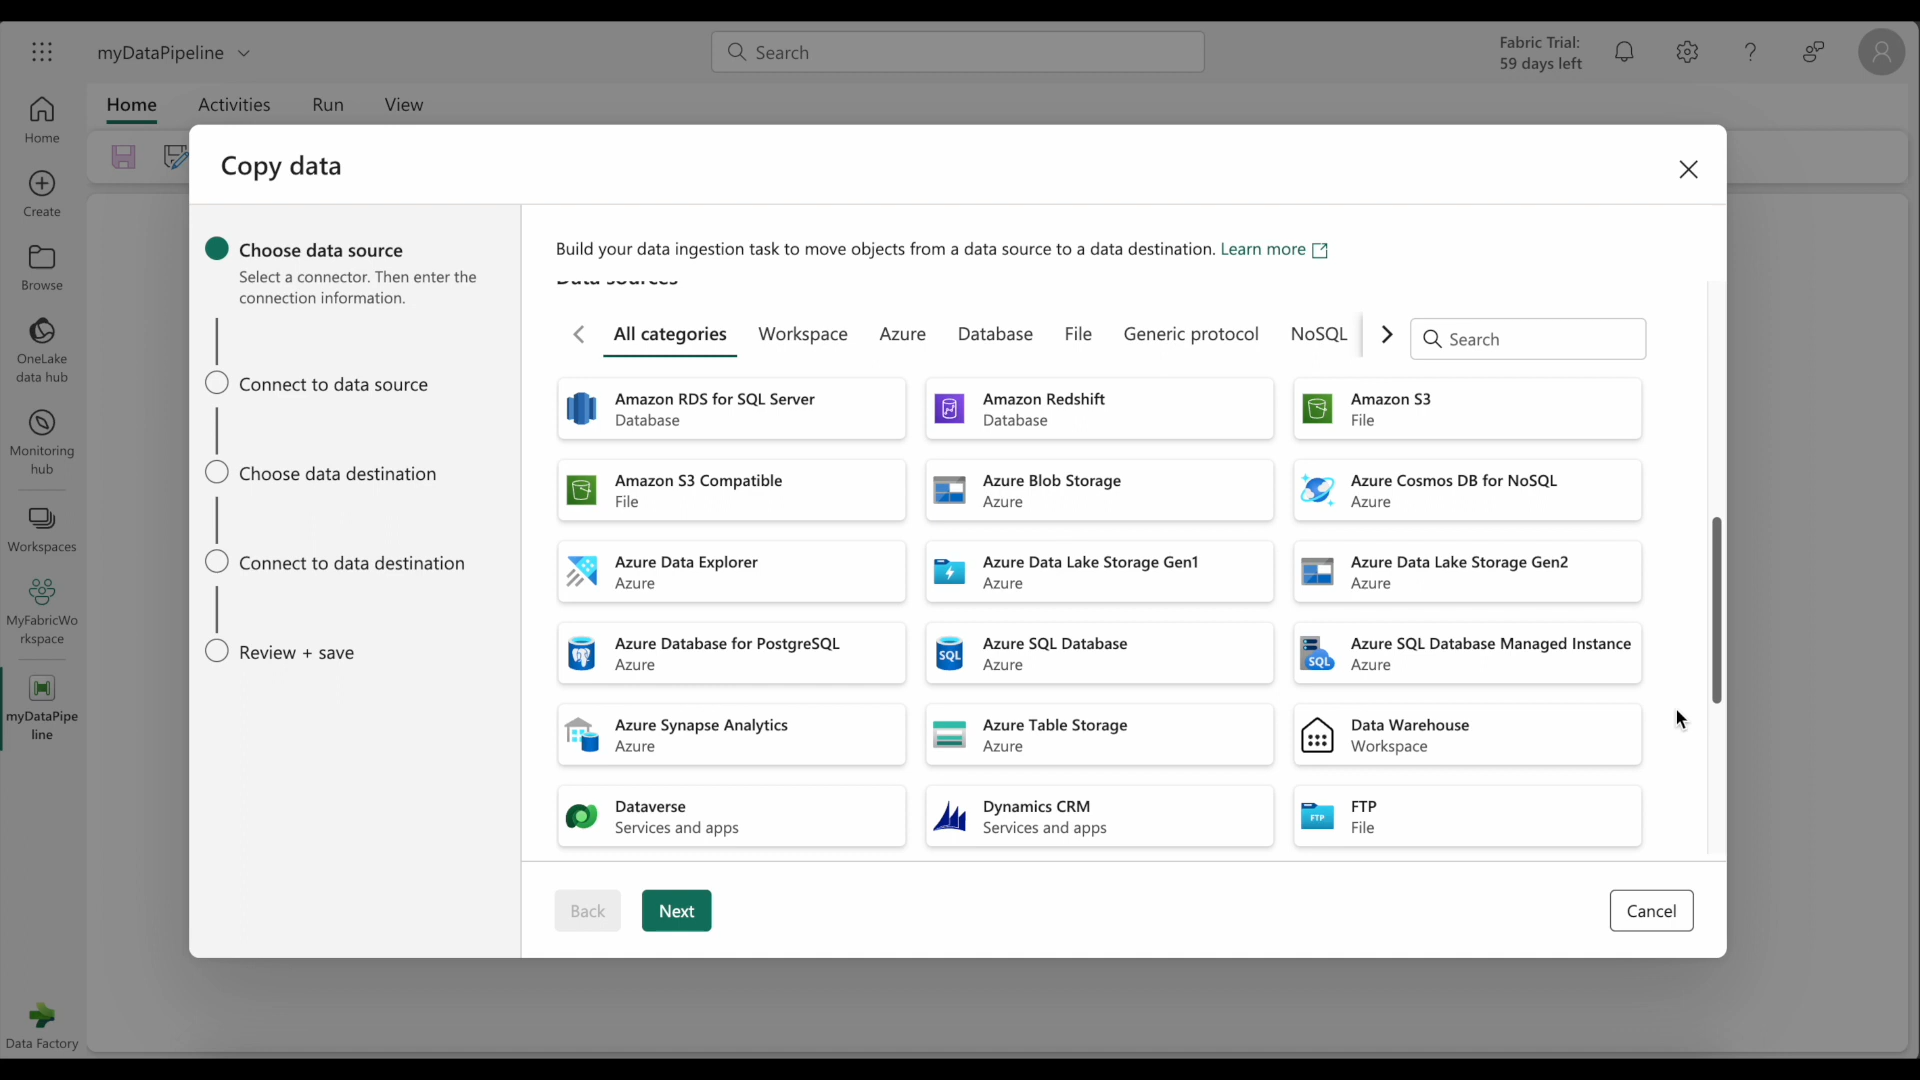 myDataPipeline
Search
Fabric Trial:
59 days left
Home
Activities
Run
View
Home
Create
Browse
OneLake
data hub
Monitoring
hub
Workspaces
MyFabricWo
rkspace
myDataPipe
line
Data Factory
Copy data
Choose data source
Select a connector. Then enter the
connection information.
Connect to data source
Choose data destination
Connect to data destination
Review + save
Build your data ingestion task to move objects from a data source to a data destination. Learn more
Data sources
All categories
Workspace
Azure
Database
File
Generic protocol
NoSQL
Search
Amazon RDS for SQL Server
Database
Amazon Redshift
Database
Amazon S3
File
Amazon S3 Compatible
File
Azure Blob Storage
Azure
Azure Cosmos DB for NoSQL
Azure
Azure Data Explorer
Azure
Azure Data Lake Storage Gen1
Azure
Azure Data Lake Storage Gen2
Azure
Azure Database for PostgreSQL
Azure
SQL
Azure SQL Database
Azure
SQL
Azure SQL Database Managed Instance
Azure
Azure Synapse Analytics
Azure
Azure Table Storage
Azure
Data Warehouse
Workspace
Dataverse
Services and apps
Dynamics CRM
Services and apps
FTP
FTP
File
Back
Next
Cancel